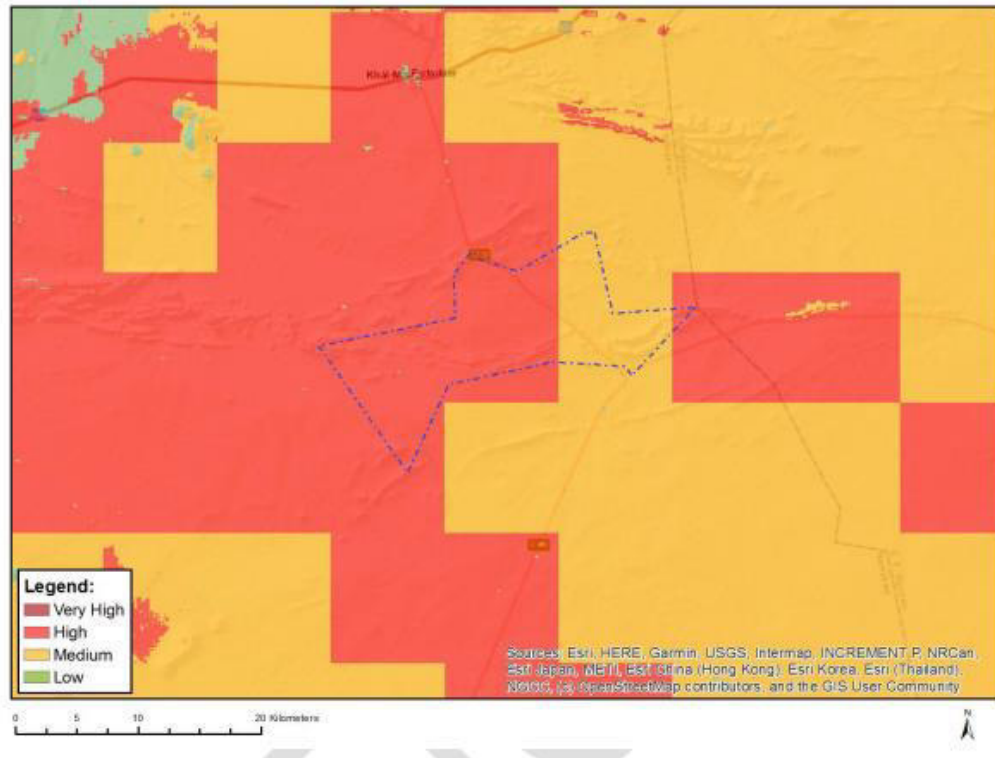 Legend:
Very High
High
Medium
Low
Sources: Esri, HERE, Garmin, USGS, Intermap, INCREMENT P, NRCan,
Esri Japan, METI, Esri China (Hong Kong), Esri Korea, Esri (Thailand),
NGCC, (c) OpenStreetMap contributors, and the GIS User Community
0 5 10 20 Kilometers
N